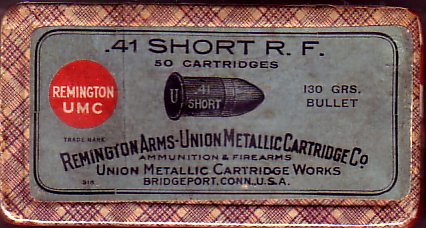 .41 SHORT R. F.
50 CARTRIDGES
REMINGTON
UMC
U
.41
SHORT
130 GRS.
BULLET
TRADE MARK
REMINGTON ARMS-UNION METALLIC CARTRIDGE CO
AMMUNITION & FIREARMS
UNION METALLIC CARTRIDGE WORKS
BRIDGEPORT, CONN. U.S.A.